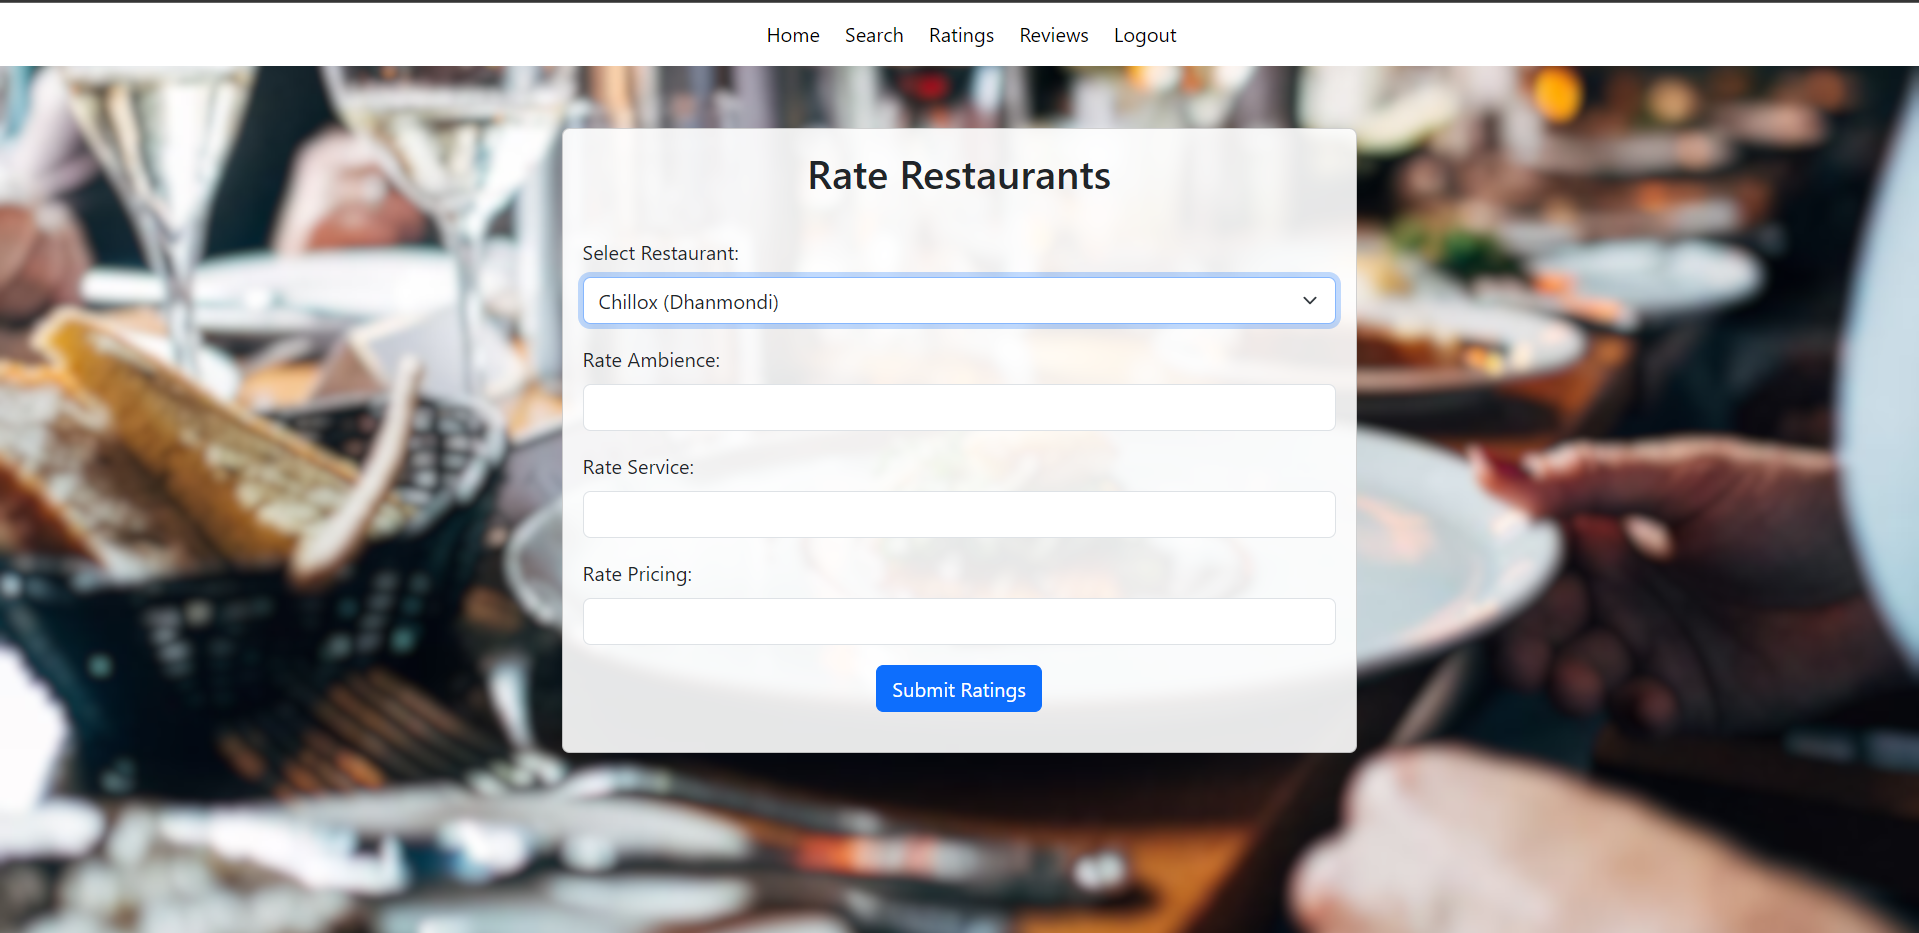 Home Search Ratings Reviews Logout
Rate Restaurants
Select Restaurant:
Chillox (Dhanmondi)
Rate Ambience:
Rate Service:
Rate Pricing:
Submit Ratings